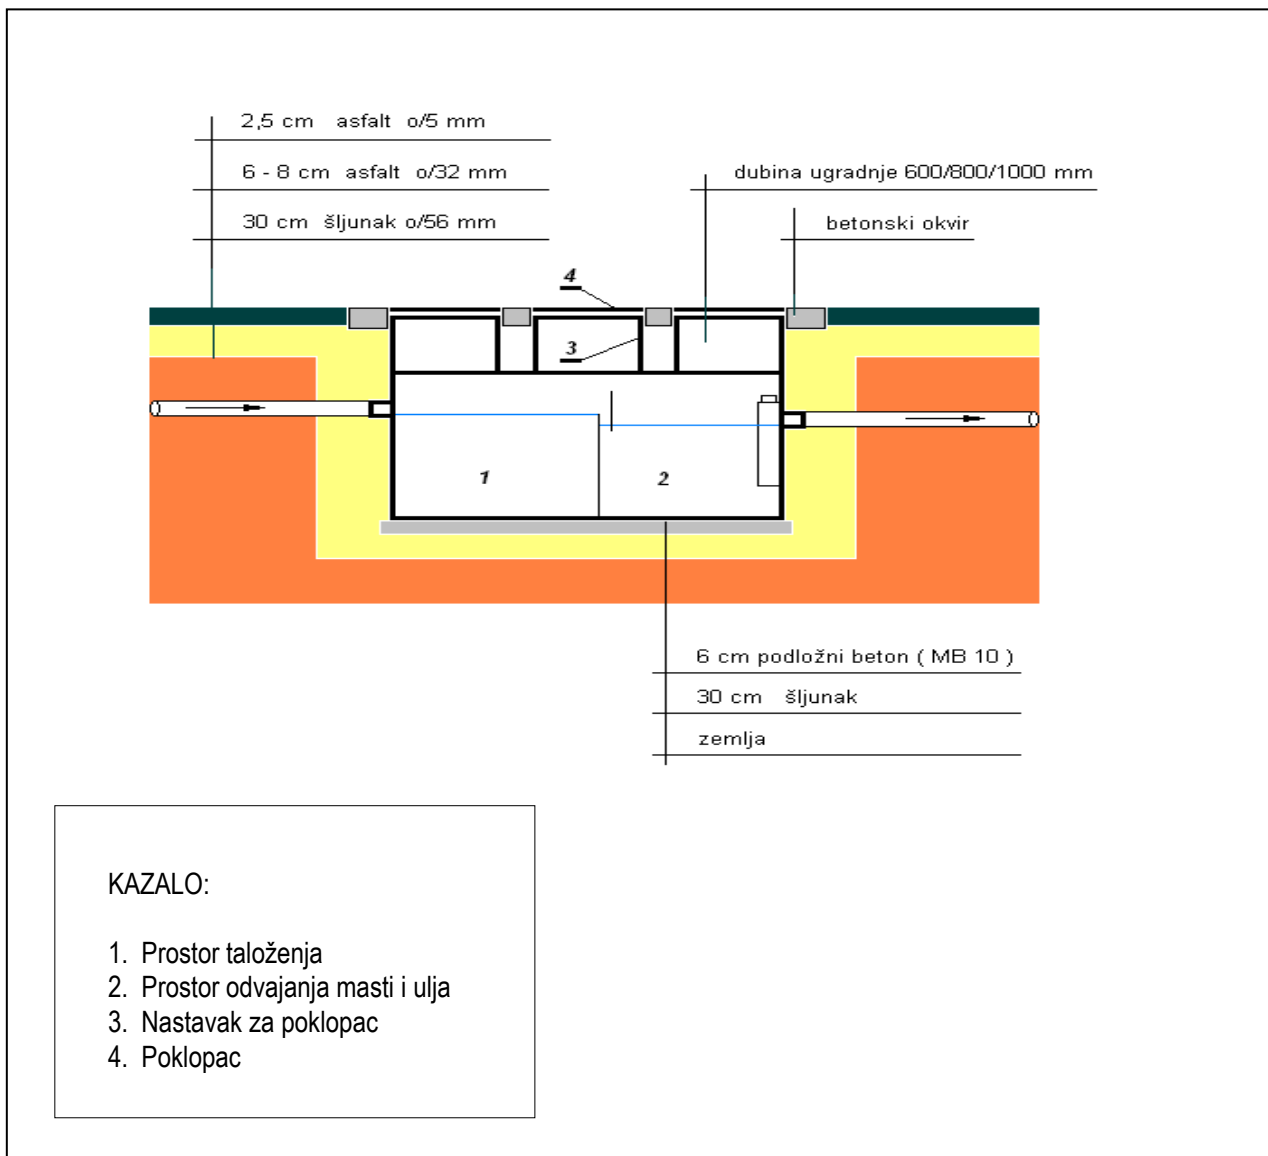 2,5 cm asfalt o/5 mm
6 - 8 cm asfalt o/32 mm
30 cm šljunak o/56 mm
dubina ugradnje 600/800/1000 mm
betonski okvir
4
3
1
2
6 cm podložni beton ( MB 10 )
30 cm šljunak
zemlja
KAZALO:
1. Prostor taloženja
2. Prostor odvajanja masti i ulja
3. Nastavak za poklopac
4. Poklopac